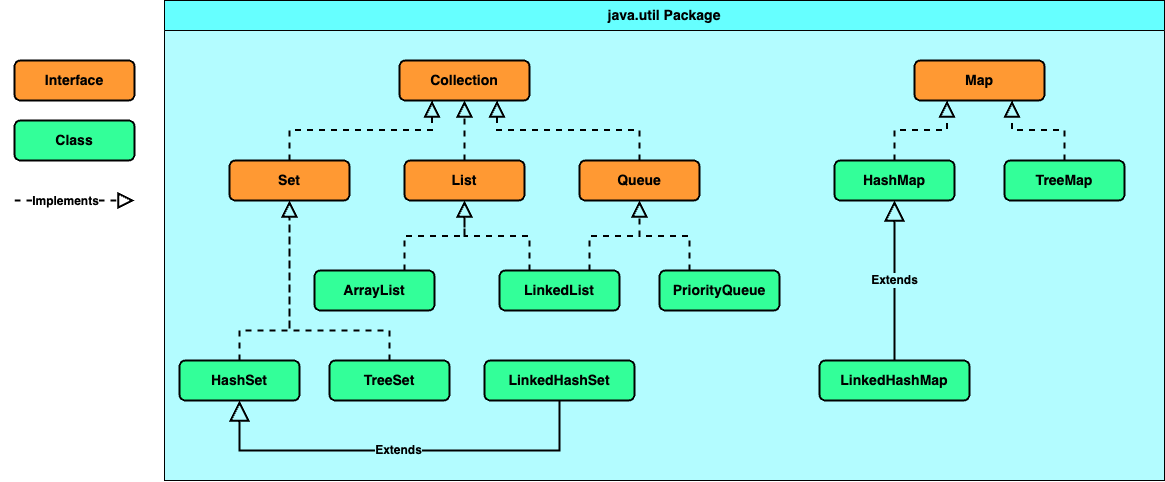 java.util Package
Interface
Class
Implements
Collection
Map
Set
List
Queue
HashMap
TreeMap
Extends
ArrayList
LinkedList
PriorityQueue
HashSet
TreeSet
LinkedHashSet
LinkedHashMap
Extends